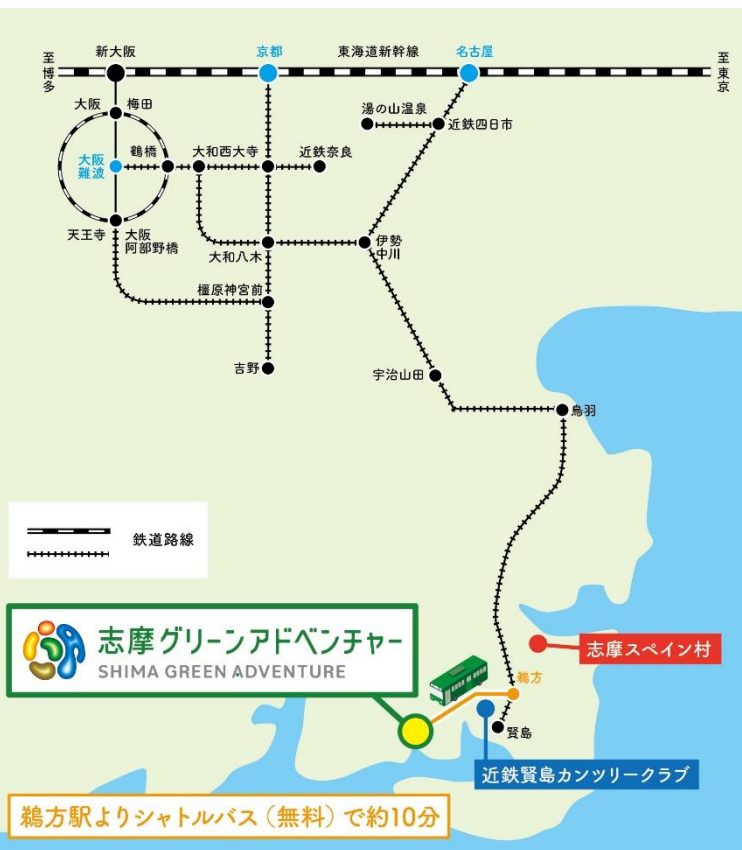 至博多
新大阪
京都
東海道新幹線
名古屋
至東京
大阪
梅田
湯の山温泉
近鉄四日市
大阪
難波
鶴橋
大和西大寺
近鉄奈良
天王寺
大阪
阿部野橋
大和八木
伊勢
中川
橿原神宮前
吉野
宇治山田
鳥羽
鉄道路線
志摩グリーンアドベンチャー
SHIMA GREEN ADVENTURE
志摩スペイン村
鵜方
賢島
近鉄賢島カンツリークラブ
鵜方駅よりシャトルバス（無料）で約10分